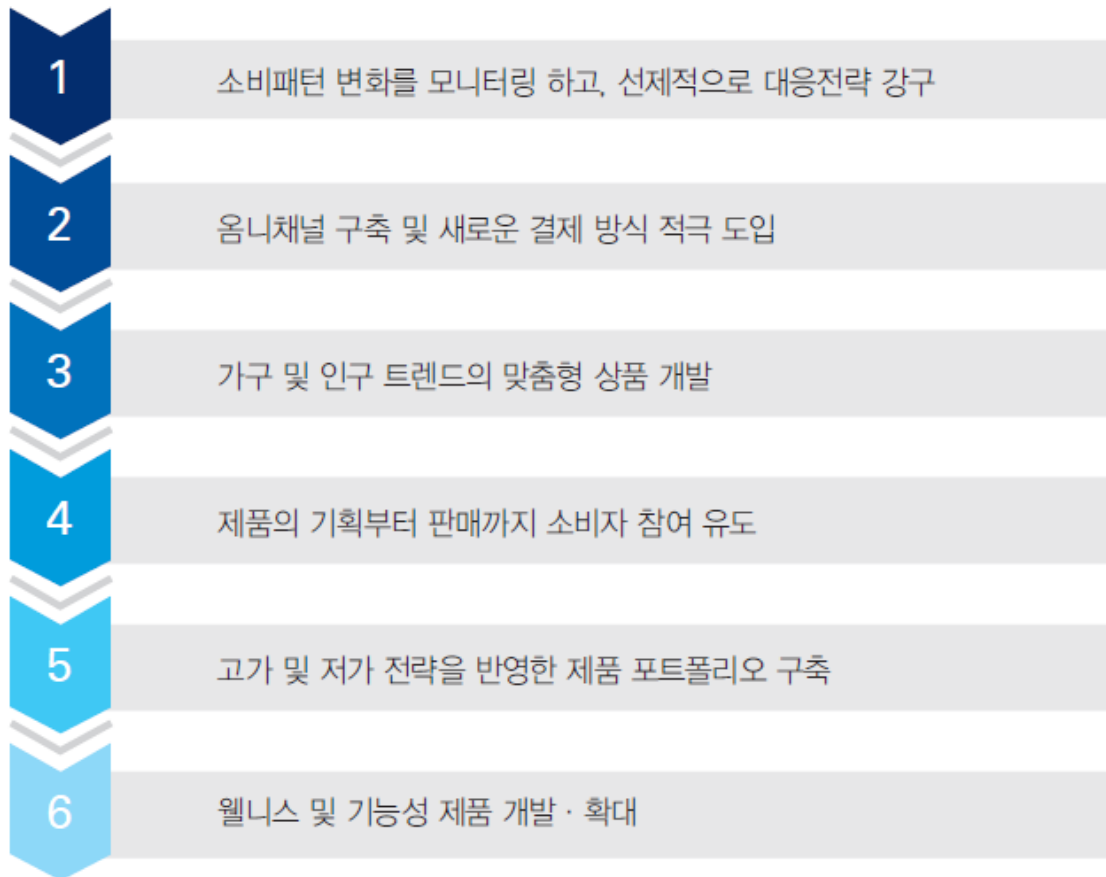 1
소비패턴 변화를 모니터링 하고, 선제적으로 대응전략 강구
2
옴니채널 구축 및 새로운 결제 방식 적극 도입
3
가구 및 인구 트렌드의 맞춤형 상품 개발
4
제품의 기획부터 판매까지 소비자 참여 유도
5
고가 및 저가 전략을 반영한 제품 포트폴리오 구축
6
웰니스 및 기능성 제품 개발 · 확대